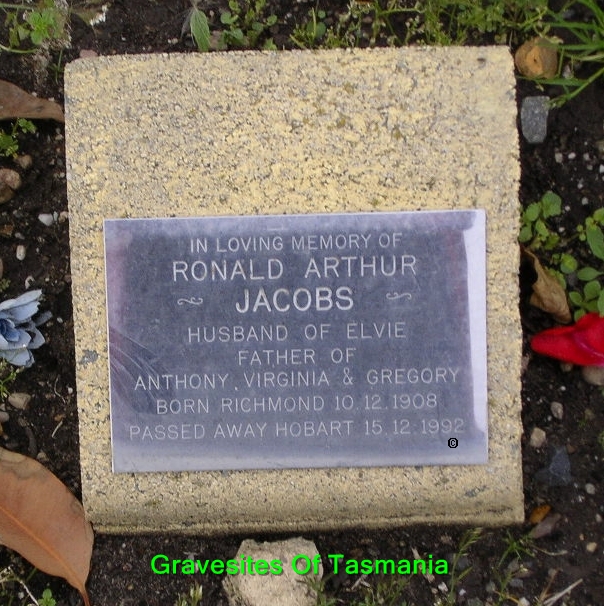 IN LOVING MEMORY OF
RONALD ARTHUR
JACOBS
HUSBAND OF ELVIE
FATHER OF
ANTHONY, VIRGINIA & GREGORY
BORN RICHMOND 10.12.1908
PASSED AWAY HOBART 15.12.1992
©
Gravesites Of Tasmania